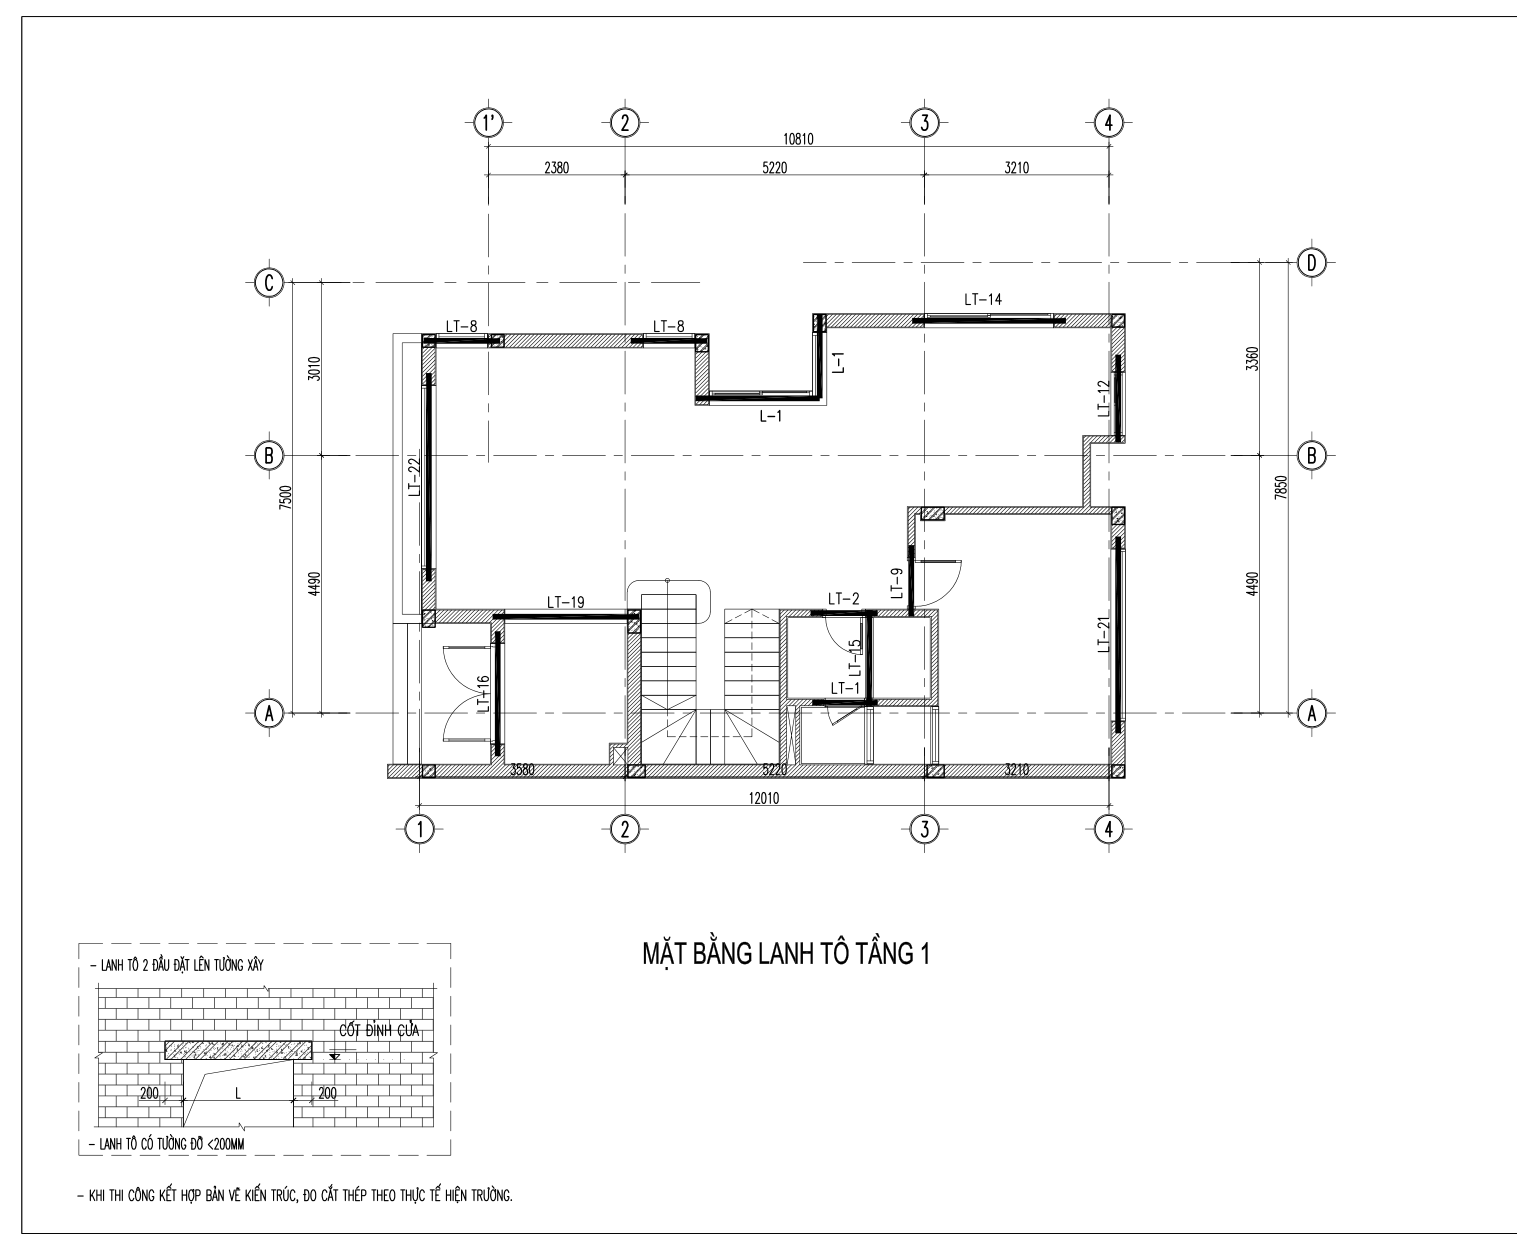 1' 2 3 4
10810
2380 5220 3210
C D
LT-14
LT-8 LT-8
3010 L-1 3360
LT-12
L-1
B B
LT-22
7500 7850
4490 LT-9 4490
LT-19 LT-2
LT-21
LT-15
LT-16 LT-1
A A
3580 5220 3210
12010
1 2 3 4
MẶT BẰNG LANH TÔ TẦNG 1
- LANH TÔ 2 ĐẦU ĐẶT LÊN TƯỜNG XÂY
CỐT ĐỈNH CỬA
200 L 200
- LANH TÔ CÓ TƯỜNG ĐỠ <200MM
- KHI THI CÔNG KẾT HỢP BẢN VẼ KIẾN TRÚC, ĐO CẮT THÉP THEO THỰC TẾ HIỆN TRƯỜNG.